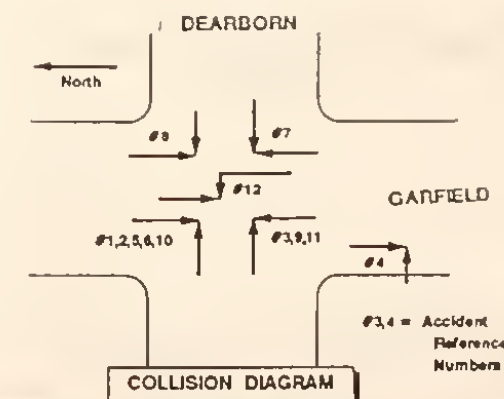 DEARBORN
North
#8
#7
#12
GARFIELD
#1,2,5,6,10
#3,9,11
#4
#3,4 = Accident
Reference
Numbers
COLLISION DIAGRAM